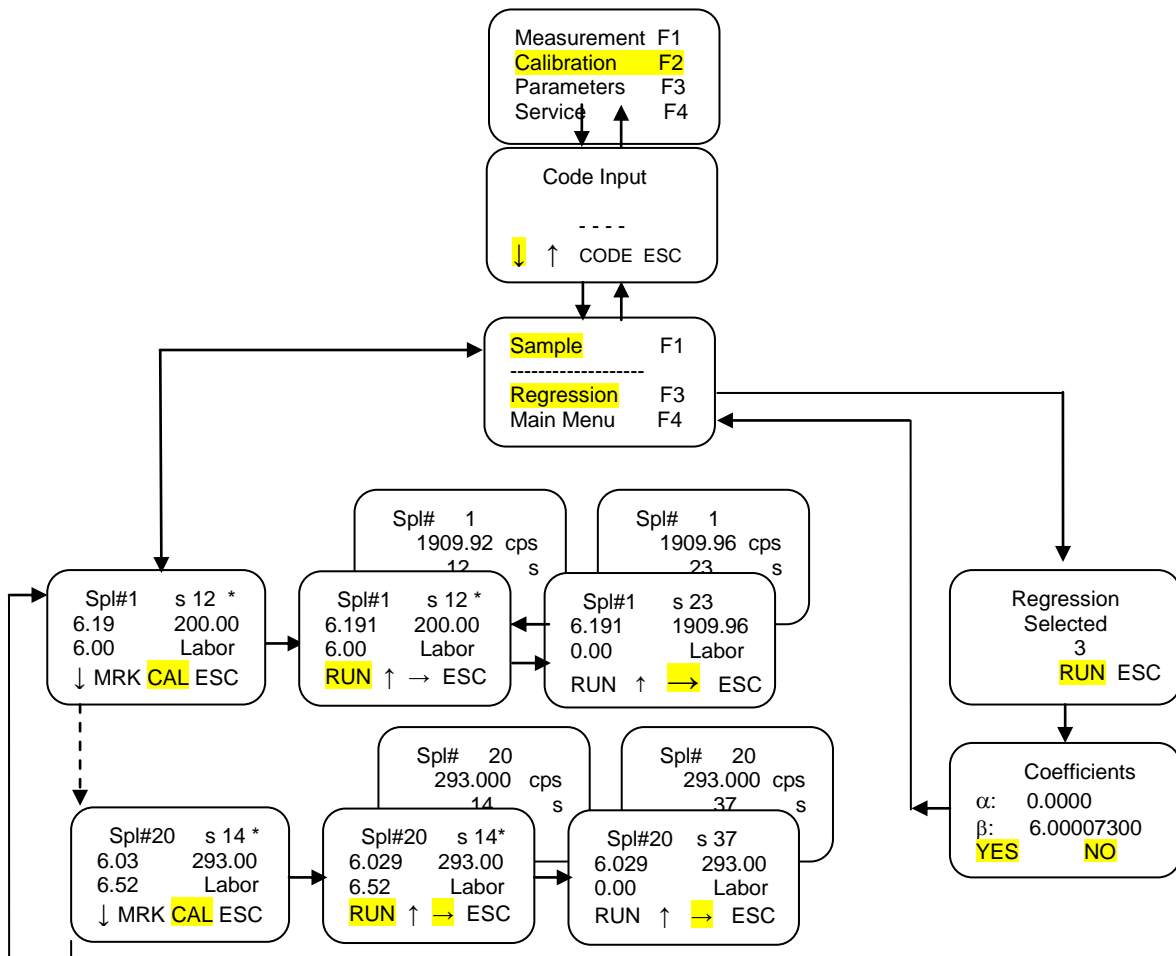 Measurement F1
Calibration F2
Parameters F3
Service F4
Code Input
- - - -
↓ ↑ CODE ESC
Sample F1
--------------------
Regression F3
Main Menu F4
Spl# 1
1909.92 cps
12 s
Spl# 1
1909.96 cps
23 s
Spl#1 s 12 *
6.19 200.00
6.00 Labor
↓ MRK CAL ESC
Spl#1 s 12 *
6.191 200.00
6.00 Labor
RUN ↑ → ESC
Spl#1 s 23
6.191 1909.96
0.00 Labor
RUN ↑ → ESC
Regression
Selected
3
RUN ESC
Spl# 20
293.000 cps
14 s
Spl# 20
293.000 cps
37 s
Spl#20 s 14 *
6.03 293.00
6.52 Labor
↓ MRK CAL ESC
Spl#20 s 14*
6.029 293.00
6.52 Labor
RUN ↑ → ESC
Spl#20 s 37
6.029 293.00
0.00 Labor
RUN ↑ → ESC
Coefficients
α: 0.0000
β: 6.00007300
YES NO